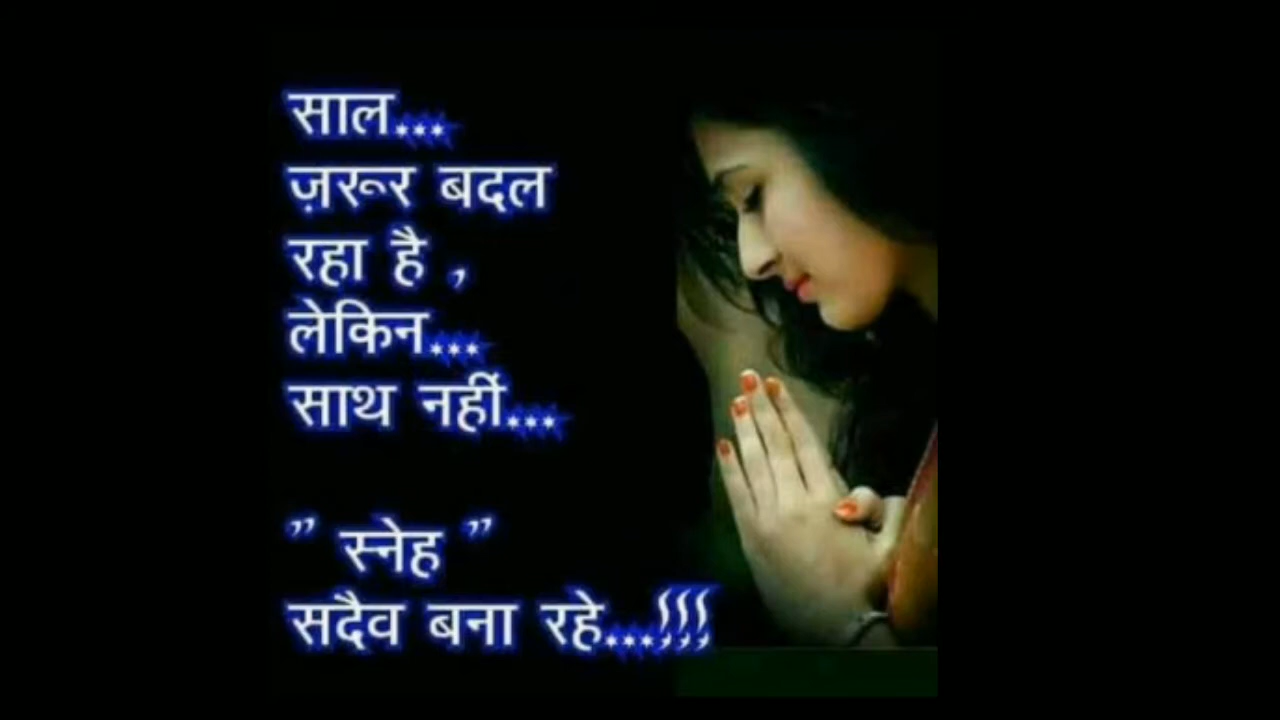 साल...
ज़रूर बदल
रहा है ,
लेकिन...
साथ नहीं...
” स्नेह ”
सदैव बना रहे...!!!